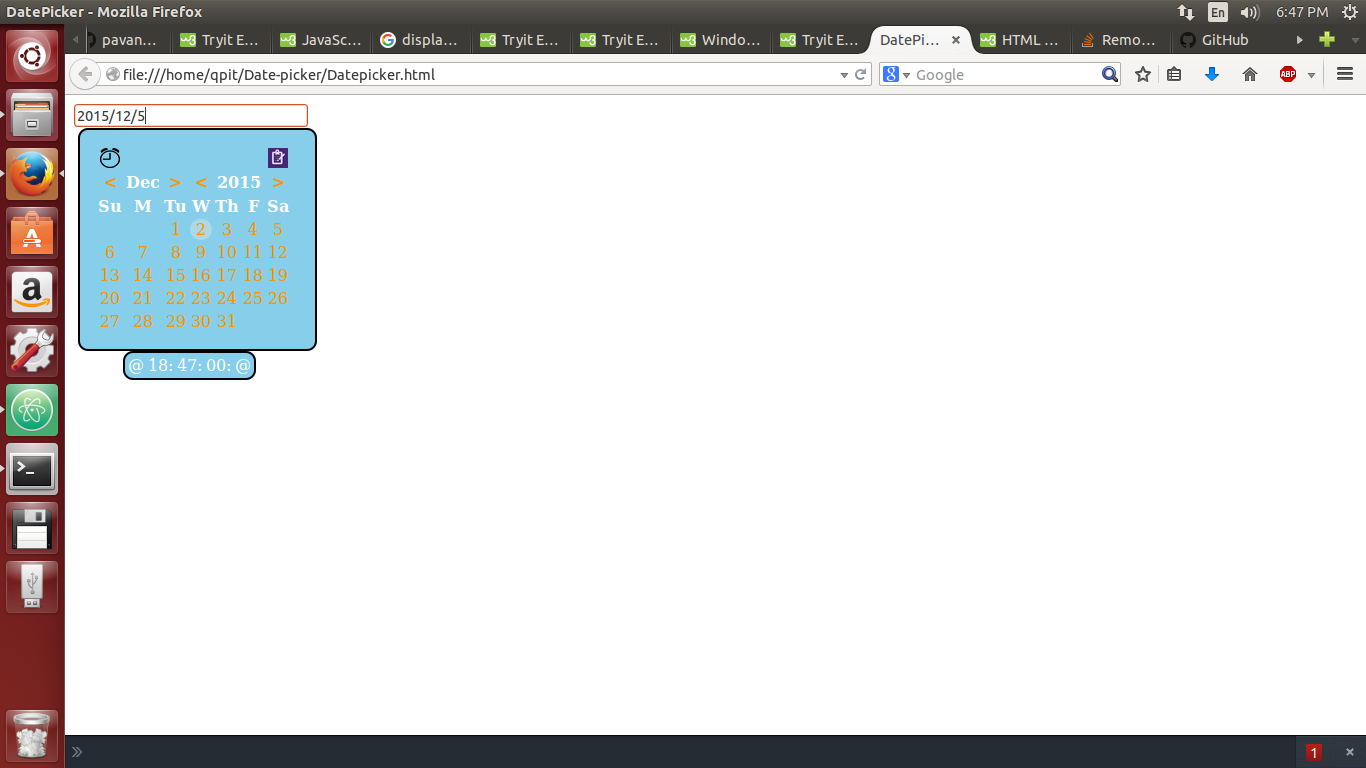 DatePicker - Mozilla Firefox
En 6:47 PM
pavan... Tryit E... JavaSc... displa... Tryit E... Tryit E... Windo... Tryit E... DatePi... HTML ... Remo... GitHub
file:///home/qpit/Date-picker/Datepicker.html
Google
ABP
2015/12/5
< Dec > < 2015 >
Su M Tu W Th F Sa
1 2 3 4 5
6 7 8 9 10 11 12
13 14 15 16 17 18 19
20 21 22 23 24 25 26
27 28 29 30 31
@ 18: 47: 00: @
1